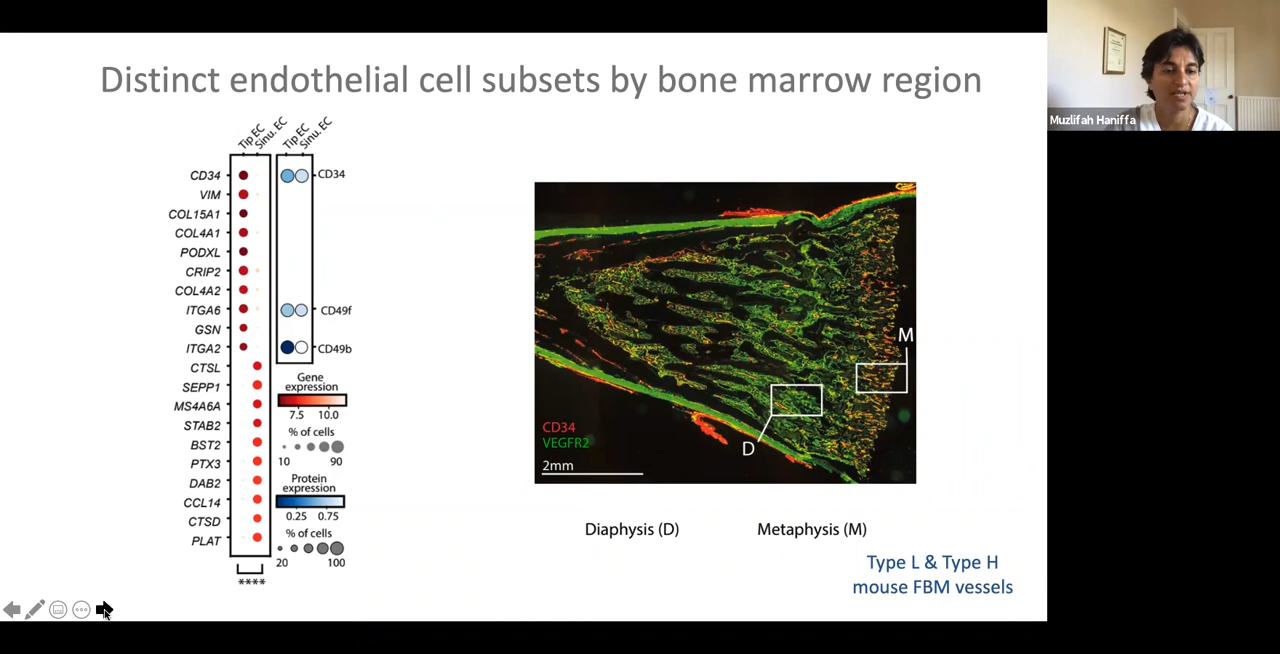 Distinct endothelial cell subsets by bone marrow region
Muzlifah Haniffa
Tip EC
Sinu. EC
Tip EC
Sinu. EC
CD34
VIM
COL15A1
COL4A1
PODXL
CRIP2
COL4A2
ITGA6
GSN
ITGA2
CTSL
SEPP1
MS4A6A
STAB2
BST2
PTX3
DAB2
CCL14
CTSD
PLAT
****
CD34
CD49f
CD49b
Gene
expression
7.5 10.0
% of cells
10 90
Protein
expression
0.25 0.75
% of cells
20 100
M
D
CD34
VEGFR2
2mm
Diaphysis (D) Metaphysis (M)
Type L & Type H
mouse FBM vessels